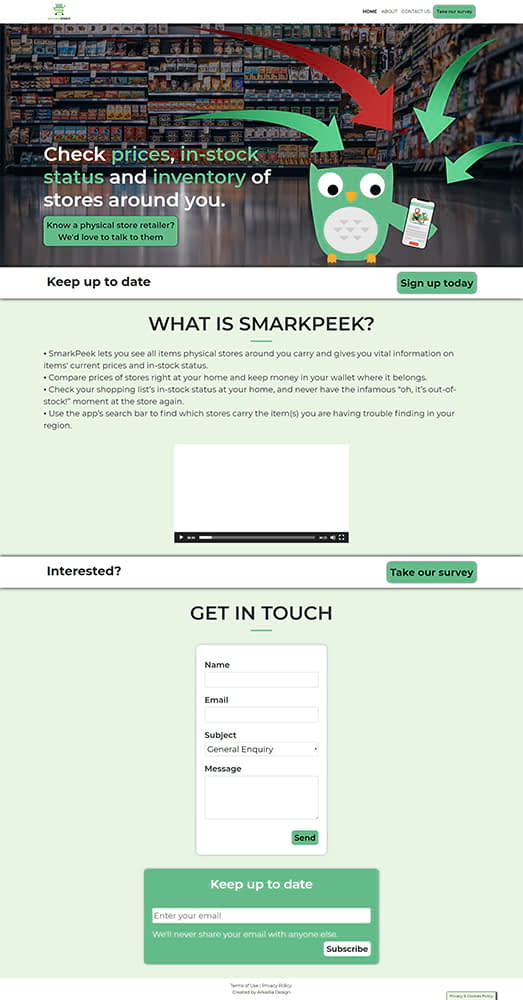 HOME ABOUT CONTACT US Take our survey
Check prices, in-stock
status and inventory of
stores around you.
Know a physical store retailer?
We'd love to talk to them
Keep up to date Sign up today
WHAT IS SMARKPEEK?
• SmarkPeek lets you see all items physical stores around you carry and gives you vital information on
items' current prices and in-stock status.
• Compare prices of stores right at your home and keep money in your wallet where it belongs.
• Check your shopping list's in-stock status at your home, and never have the infamous “oh, it's out-of-
stock!” moment at the store again.
• Use the app's search bar to find which stores carry the item(s) you are having trouble finding in your
region.
Interested? Take our survey
GET IN TOUCH
Name
Email
Subject
General Enquiry
Message
Send
Keep up to date
Enter your email
We'll never share your email with anyone else.
Subscribe
Terms of Use | Privacy Policy
Created by Arkadia Design
Privacy & Cookies Policy